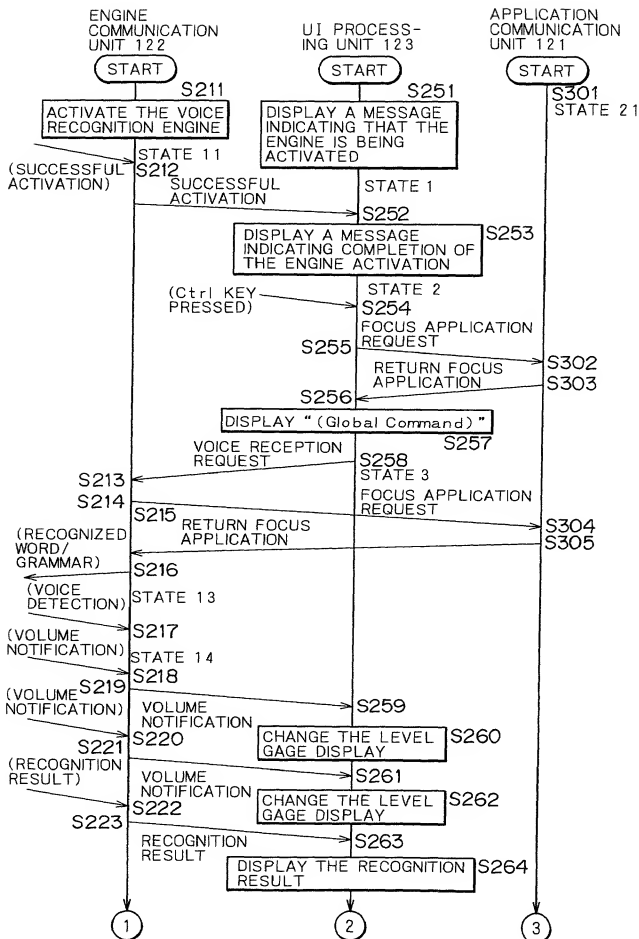 ENGINE
COMMUNICATION
UNIT 122
UI PROCESS-
ING UNIT 123
APPLICATION
COMMUNICATION
UNIT 121
START
START
START
S211
S251
S301
STATE 21
ACTIVATE THE VOICE
RECOGNITION ENGINE
DISPLAY A MESSAGE
INDICATING THAT THE
ENGINE IS BEING
ACTIVATED
STATE 11
S212
(SUCCESSFUL
ACTIVATION)
SUCCESSFUL
ACTIVATION
STATE 1
S252
DISPLAY A MESSAGE
INDICATING COMPLETION OF
THE ENGINE ACTIVATION
S253
STATE 2
(Ctrl KEY
PRESSED)
S254
FOCUS APPLICATION
REQUEST
S255
S302
RETURN FOCUS
APPLICATION
S303
S256
DISPLAY "(Global Command)"
S257
VOICE RECEPTION
REQUEST
S258
STATE 3
S213
S214
FOCUS APPLICATION
REQUEST
S215
S304
RETURN FOCUS
APPLICATION
S305
(RECOGNIZED
WORD/
GRAMMAR)
S216
(VOICE
DETECTION)
STATE 13
S217
(VOLUME
NOTIFICATION)
STATE 14
S218
S219
S259
(VOLUME
NOTIFICATION)
VOLUME
NOTIFICATION
S220
CHANGE THE LEVEL
GAGE DISPLAY
S260
S221
S261
(RECOGNITION
RESULT)
VOLUME
NOTIFICATION
S222
CHANGE THE LEVEL
GAGE DISPLAY
S262
S223
S263
RECOGNITION
RESULT
DISPLAY THE RECOGNITION
RESULT
S264
1
2
3